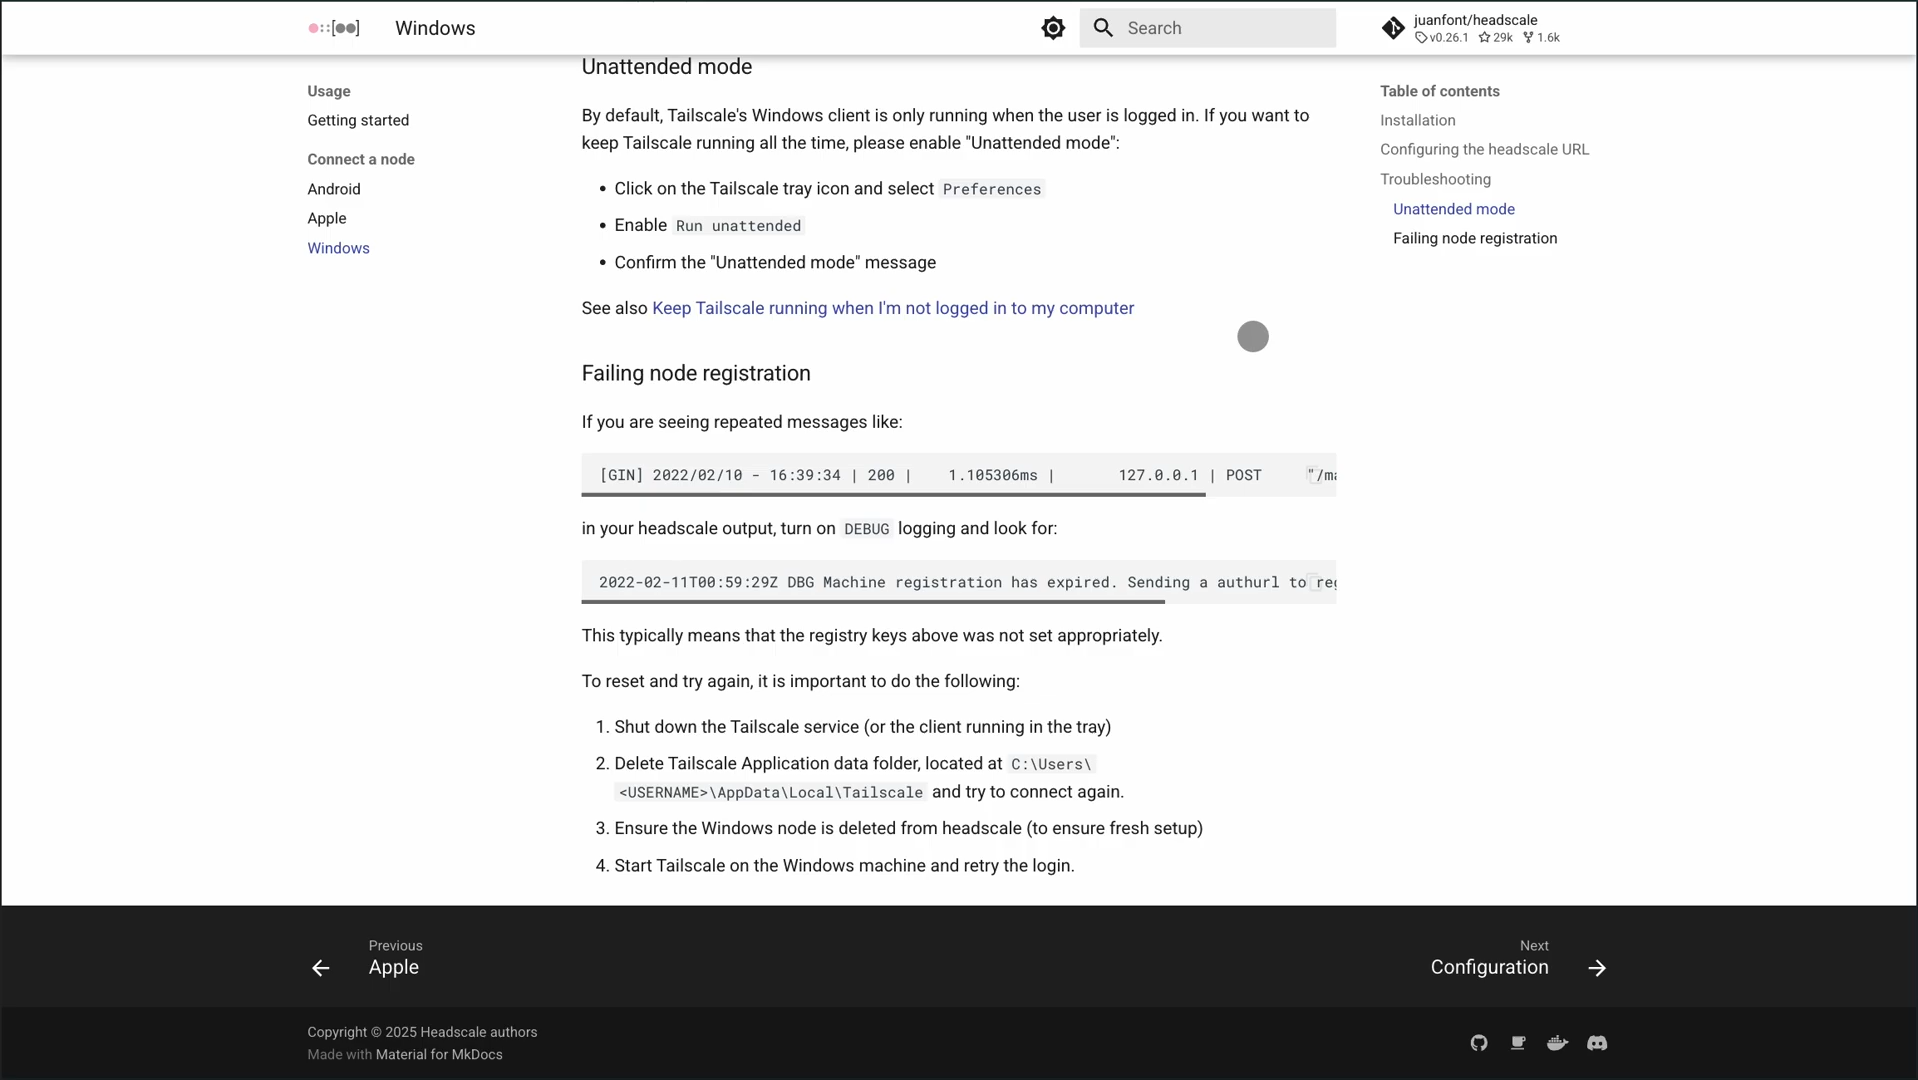 Windows
Search
juanfont/headscale
v0.26.1 29k 1.6k
Usage
Getting started
Connect a node
Android
Apple
Windows
Unattended mode
By default, Tailscale's Windows client is only running when the user is logged in. If you want to
keep Tailscale running all the time, please enable "Unattended mode":
• Click on the Tailscale tray icon and select Preferences
• Enable Run unattended
• Confirm the "Unattended mode" message
See also Keep Tailscale running when I'm not logged in to my computer
Failing node registration
If you are seeing repeated messages like:
[GIN] 2022/02/10 - 16:39:34 | 200 | 1.105306ms | 127.0.0.1 | POST "/ma
in your headscale output, turn on DEBUG logging and look for:
2022-02-11T00:59:29Z DBG Machine registration has expired. Sending a authurl to reg
This typically means that the registry keys above was not set appropriately.
To reset and try again, it is important to do the following:
1. Shut down the Tailscale service (or the client running in the tray)
2. Delete Tailscale Application data folder, located at C:\Users\
<USERNAME>\AppData\Local\Tailscale and try to connect again.
3. Ensure the Windows node is deleted from headscale (to ensure fresh setup)
4. Start Tailscale on the Windows machine and retry the login.
Table of contents
Installation
Configuring the headscale URL
Troubleshooting
Unattended mode
Failing node registration
Previous
Apple
Next
Configuration
Copyright © 2025 Headscale authors
Made with Material for MkDocs